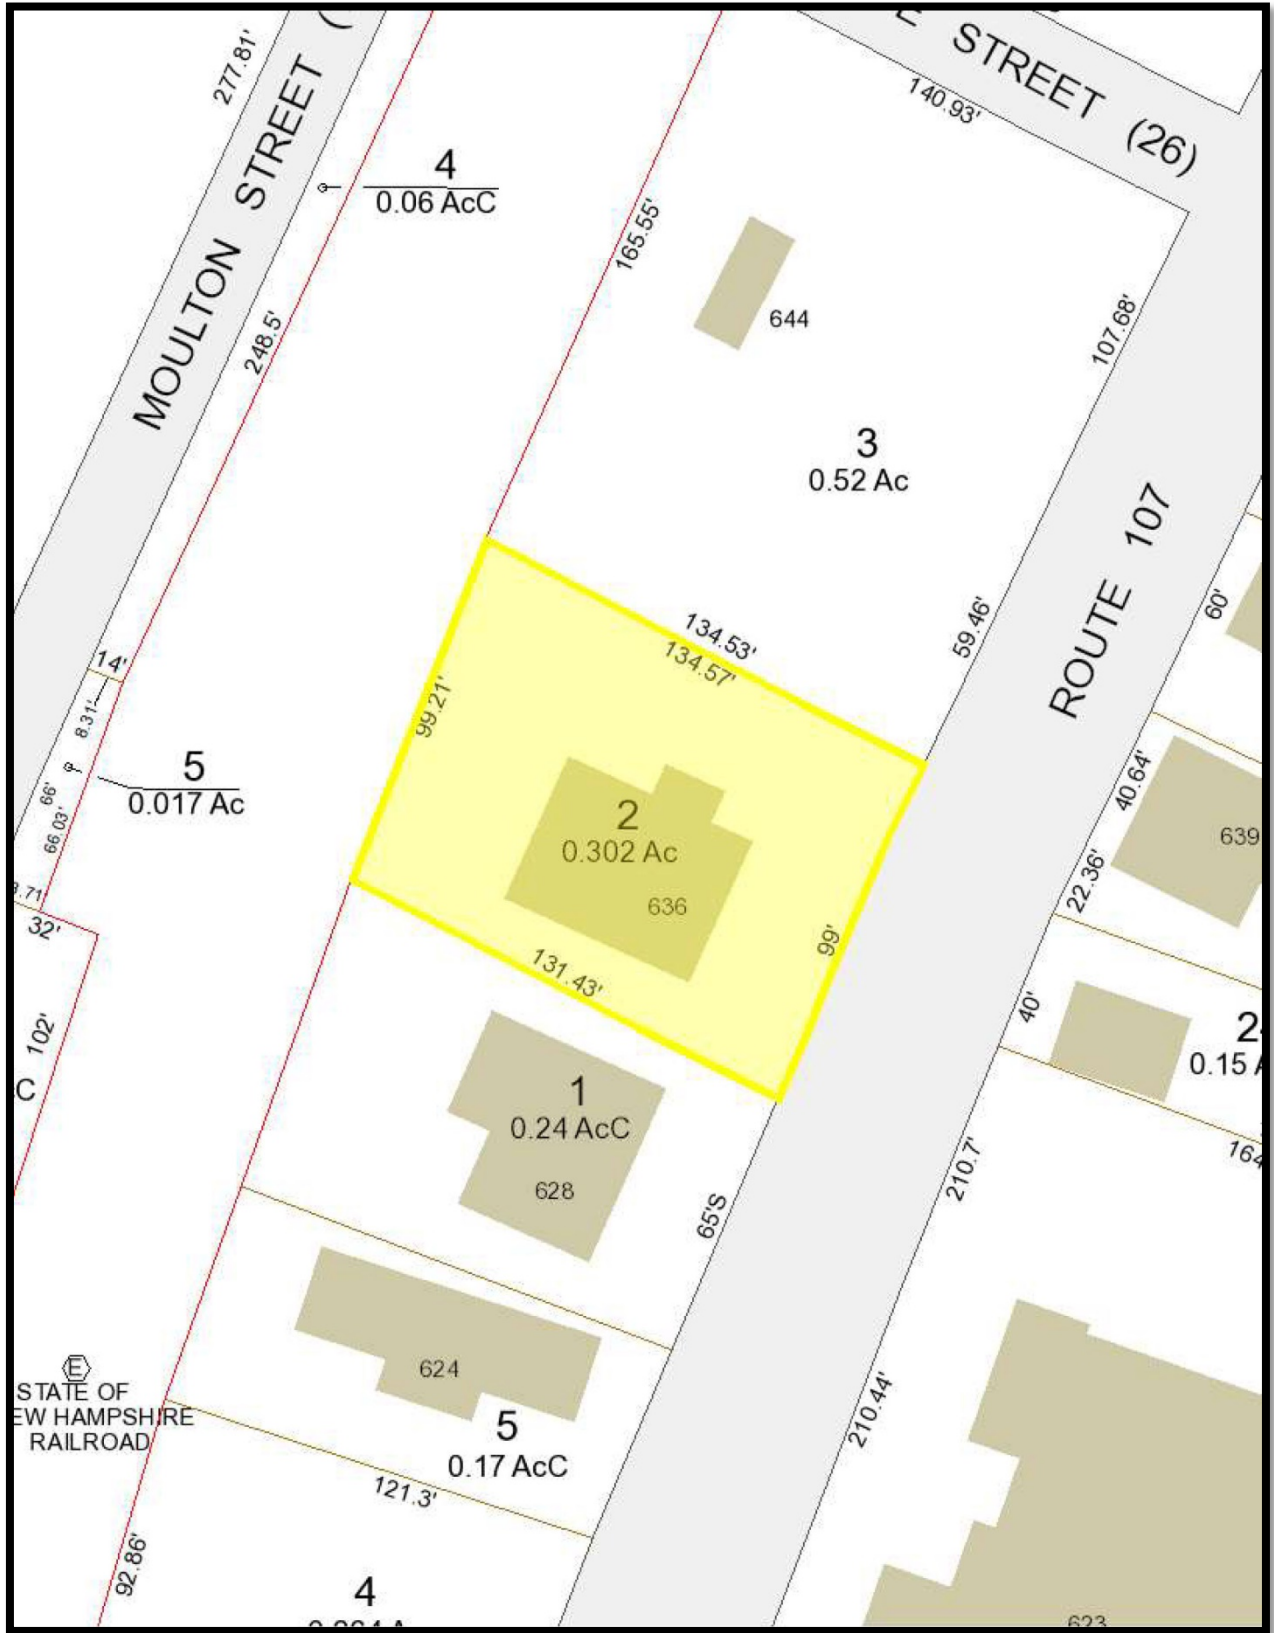 277.81'
MOULTON STREET (
STREET (26)
140.93'
4
0.06 AcC
165.55'
248.5'
644
107.68'
3
0.52 Ac
ROUTE 107
59.46'
60'
134.53'
134.57'
99.21'
14'
8.31'
5
0.017 Ac
66'
66.03'
32'
2
0.302 Ac
636
99'
131.43'
40.64'
639
22.36'
40'
0.15
102'
C
1
0.24 AcC
628
65'S
210.7'
164
E
STATE OF
EW HAMPSHIRE
RAILROAD
624
5
0.17 AcC
121.3'
210.44'
92.86'
4
623